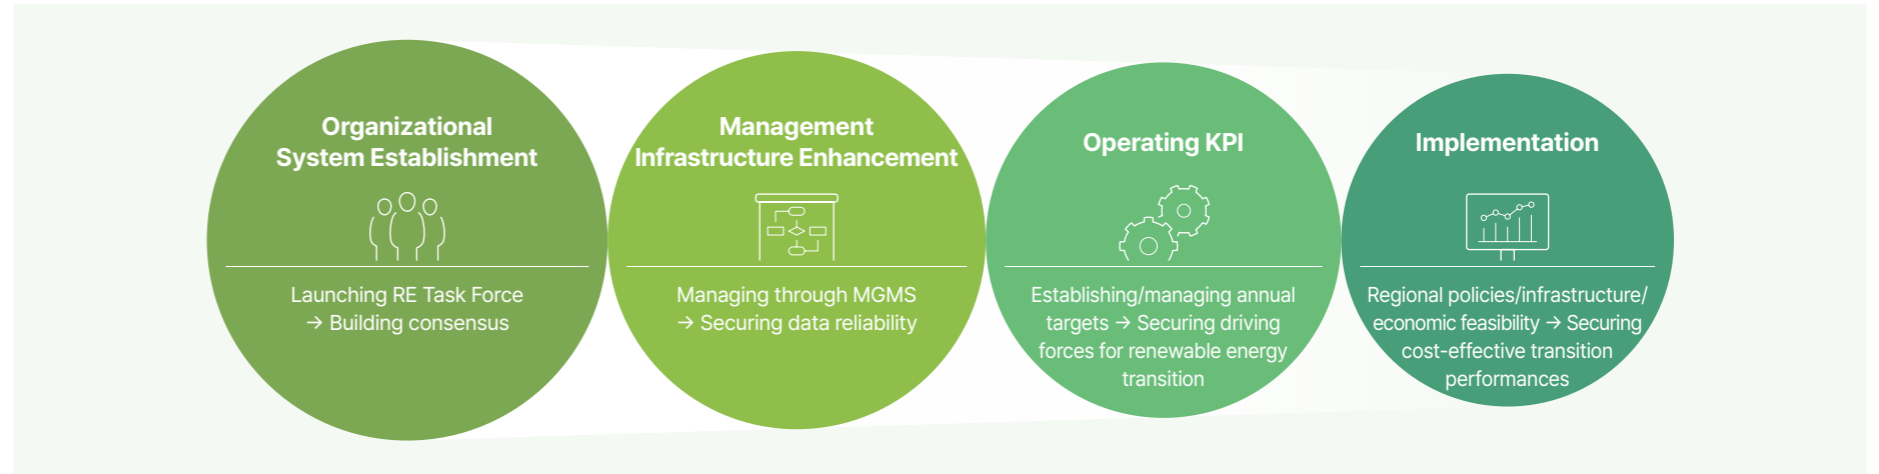 Organizational
System Establishment
Launching RE Task Force
→ Building consensus
Management
Infrastructure Enhancement
Managing through MGMS
→ Securing data reliability
Operating KPI
Establishing/managing annual
targets → Securing driving
forces for renewable energy
transition
Implementation
Regional policies/infrastructure/
economic feasibility → Securing
cost-effective transition
performances